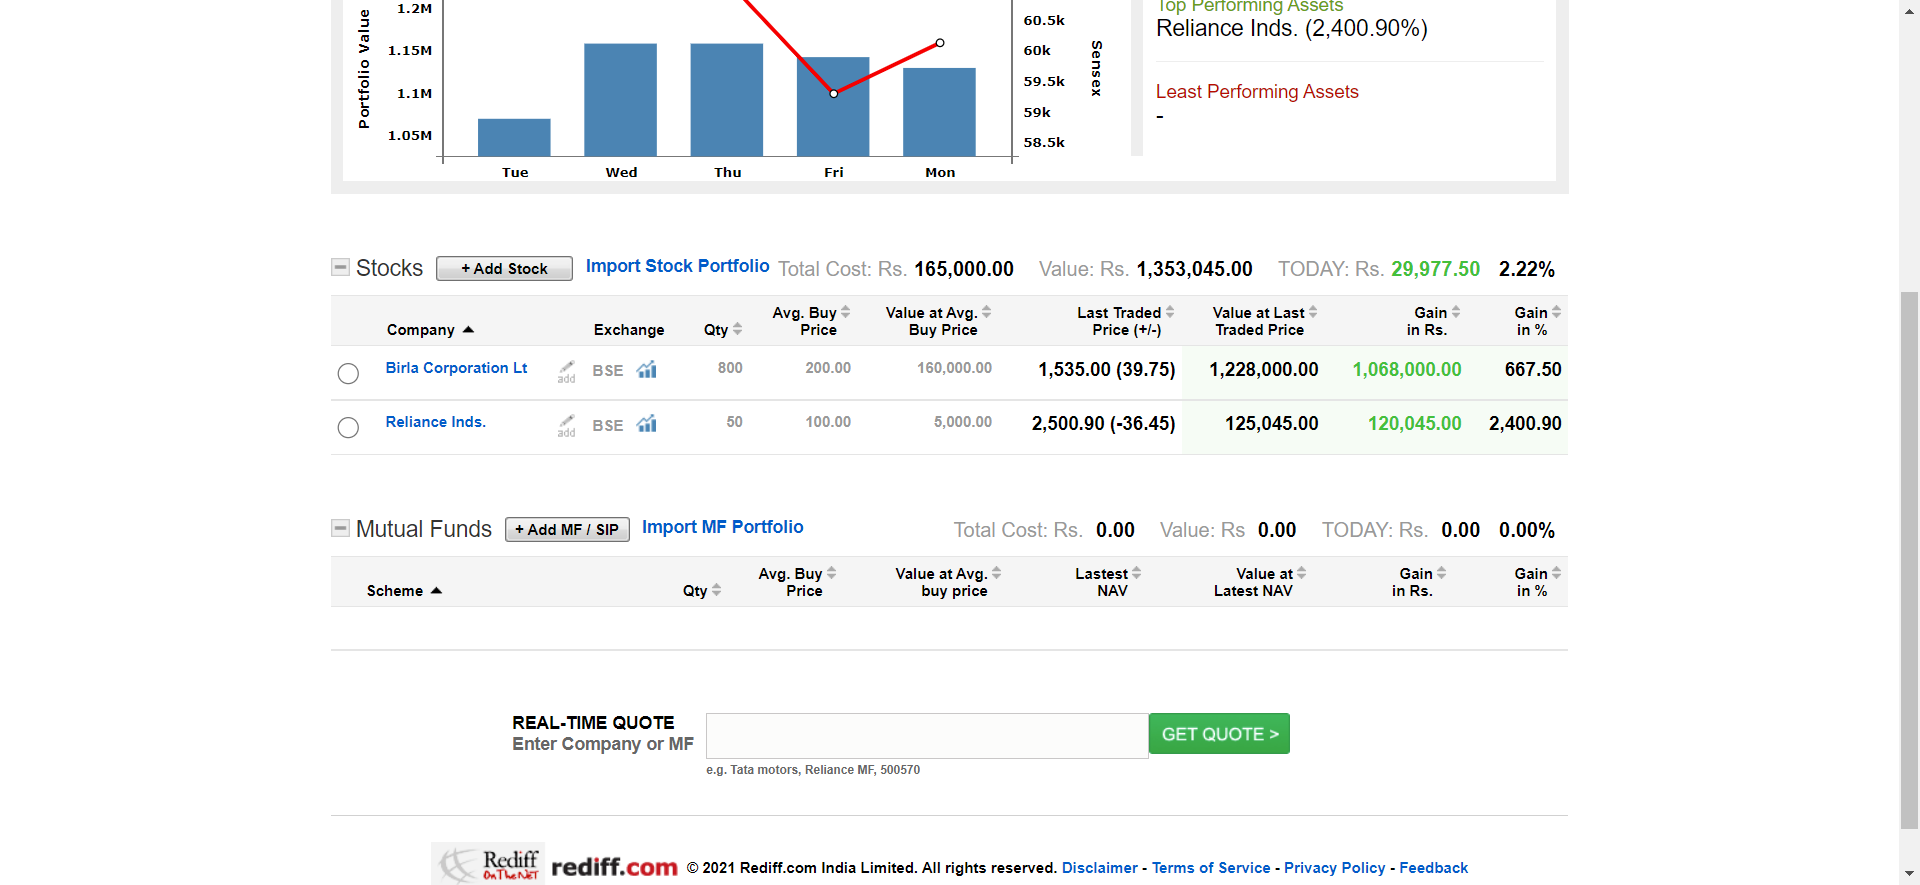 Portfolio Value
1.2M
1.15M
1.1M
1.05M
Tue Wed Thu Fri Mon
60.5k
60k
59.5k
59k
58.5k
Sensex
Top Performing Assets
Reliance Inds. (2,400.90%)
Least Performing Assets
-
Stocks + Add Stock Import Stock Portfolio Total Cost: Rs. 165,000.00 Value: Rs. 1,353,045.00 TODAY: Rs. 29,977.50 2.22%
Company Exchange Qty Avg. Buy Price Value at Avg. Buy Price Last Traded Price (+/-) Value at Last Traded Price Gain in Rs. Gain in %
Birla Corporation Lt add BSE 800 200.00 160,000.00 1,535.00 (39.75) 1,228,000.00 1,068,000.00 667.50
Reliance Inds. add BSE 50 100.00 5,000.00 2,500.90 (-36.45) 125,045.00 120,045.00 2,400.90
Mutual Funds + Add MF / SIP Import MF Portfolio Total Cost: Rs. 0.00 Value: Rs 0.00 TODAY: Rs. 0.00 0.00%
Scheme Qty Avg. Buy Price Value at Avg. buy price Lastest NAV Value at Latest NAV Gain in Rs. Gain in %
REAL-TIME QUOTE
Enter Company or MF
GET QUOTE >
e.g. Tata motors, Reliance MF, 500570
Rediff On The NeT rediff.com © 2021 Rediff.com India Limited. All rights reserved. Disclaimer - Terms of Service - Privacy Policy - Feedback